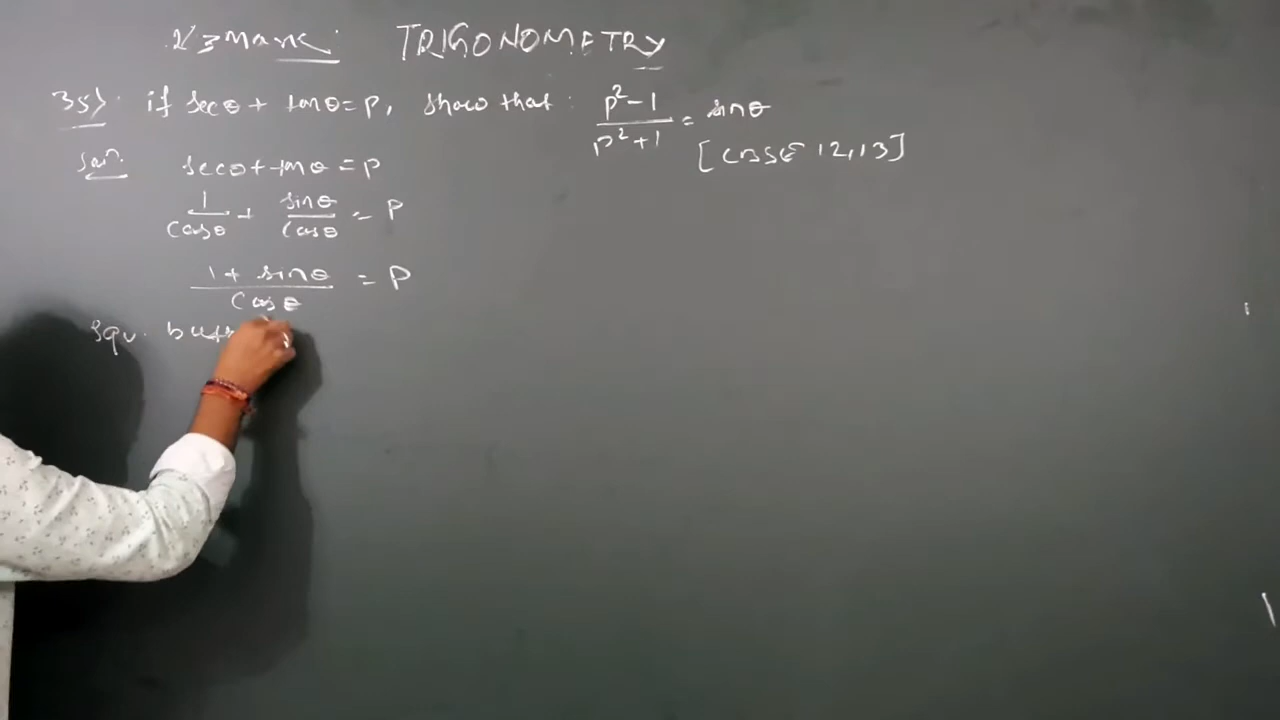 3 mark TRIGONOMETRY
35) if secθ + tanθ = P, show that: (p²-1)/(p²+1) = sinθ
[CBSE 12,13]
secθ + tanθ = P
1/cosθ + sinθ/cosθ = P
(1 + sinθ)/cosθ = P
squ.